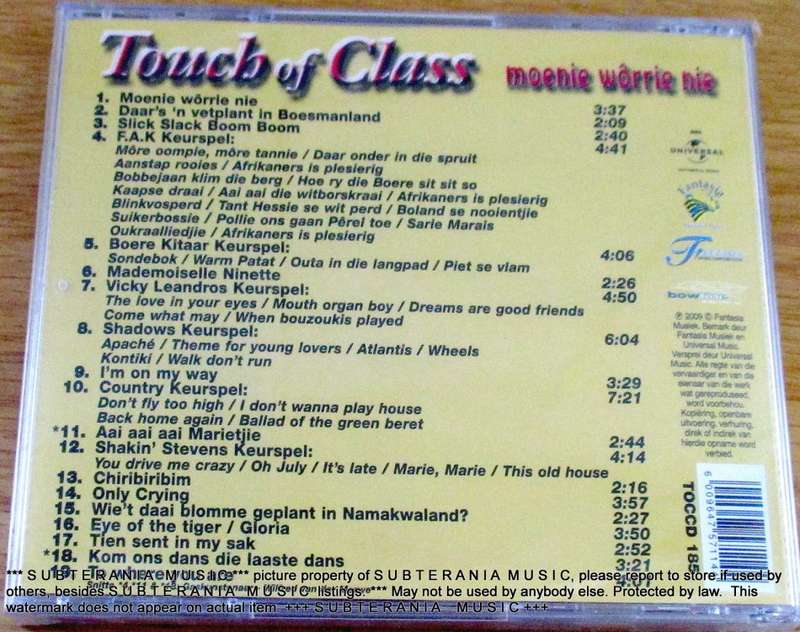 Touch of Class moenie wôrrie nie
1. Moenie wôrrie nie 3:37
2. Daar's 'n vetplant in Boesmanland 2:09
3. Slick Slack Boom Boom 2:40
4. F.A.K Keurspel: 4:41
Môre oompie, môre tannie / Daar onder in die spruit
Aanstap rooies / Afrikaners is plesierig
Bobbejaan klim die berg / Hoe ry die Boere sit sit so
Kaapse draai / Aai aai die witborskraai / Afrikaners is plesierig
Blinkvosperd / Tant Hessie se wit perd / Boland se nooientjie
Suikerbossie / Pollie ons gaan Pêrel toe / Sarie Marais
Oukraalliedjie / Afrikaners is plesierig
5. Boere Kitaar Keurspel: 4:06
Sondebok / Warm Patat / Outa in die langpad / Piet se vlam
6. Mademoiselle Ninette 2:26
7. Vicky Leandros Keurspel: 4:50
The love in your eyes / Mouth organ boy / Dreams are good friends
Come what may / When bouzoukis played
8. Shadows Keurspel: 6:04
Apaché / Theme for young lovers / Atlantis / Wheels
Kontiki / Walk don't run
9. I'm on my way 3:29
10. Country Keurspel: 7:21
Don't fly too high / I don't wanna play house
Back home again / Ballad of the green beret
*11. Aai aai aai Marietjie 2:44
12. Shakin' Stevens Keurspel: 4:14
You drive me crazy / Oh July / It's late / Marie, Marie / This old house
13. Chiribiribim 2:16
14. Only Crying 3:57
15. Wie't daai blomme geplant in Namakwaland? 2:27
16. Eye of the tiger / Gloria 3:50
17. Tien sent in my sak 2:52
*18. Kom ons dans die laaste dans 3:21
19.
UNIVERSAL
Fantasia
bow
℗ 2009 © Fantasia
Musiek. Bemark deur
Fantasia Musiek en
Universal Music.
Versprei deur Universal
Music. Alle regte van die
vervaardiger en van die
eienaar van die werk
wat gereproduseer,
word voorbehou.
Kopiëring, openbare
uitvoering, verhuring,
direk of indirek van
hierdie opname word
verbied.
TOCCD 185
6 009647 57114
*** S U B T E R A N I A M U S I C *** picture property of S U B T E R A N I A M U S I C, please report to store if used by
others, besides S U B T E R A N I A M U S I C listings. *** May not be used by anybody else. Protected by law. This
watermark does not appear on actual item +++ S U B T E R A N I A M U S I C +++